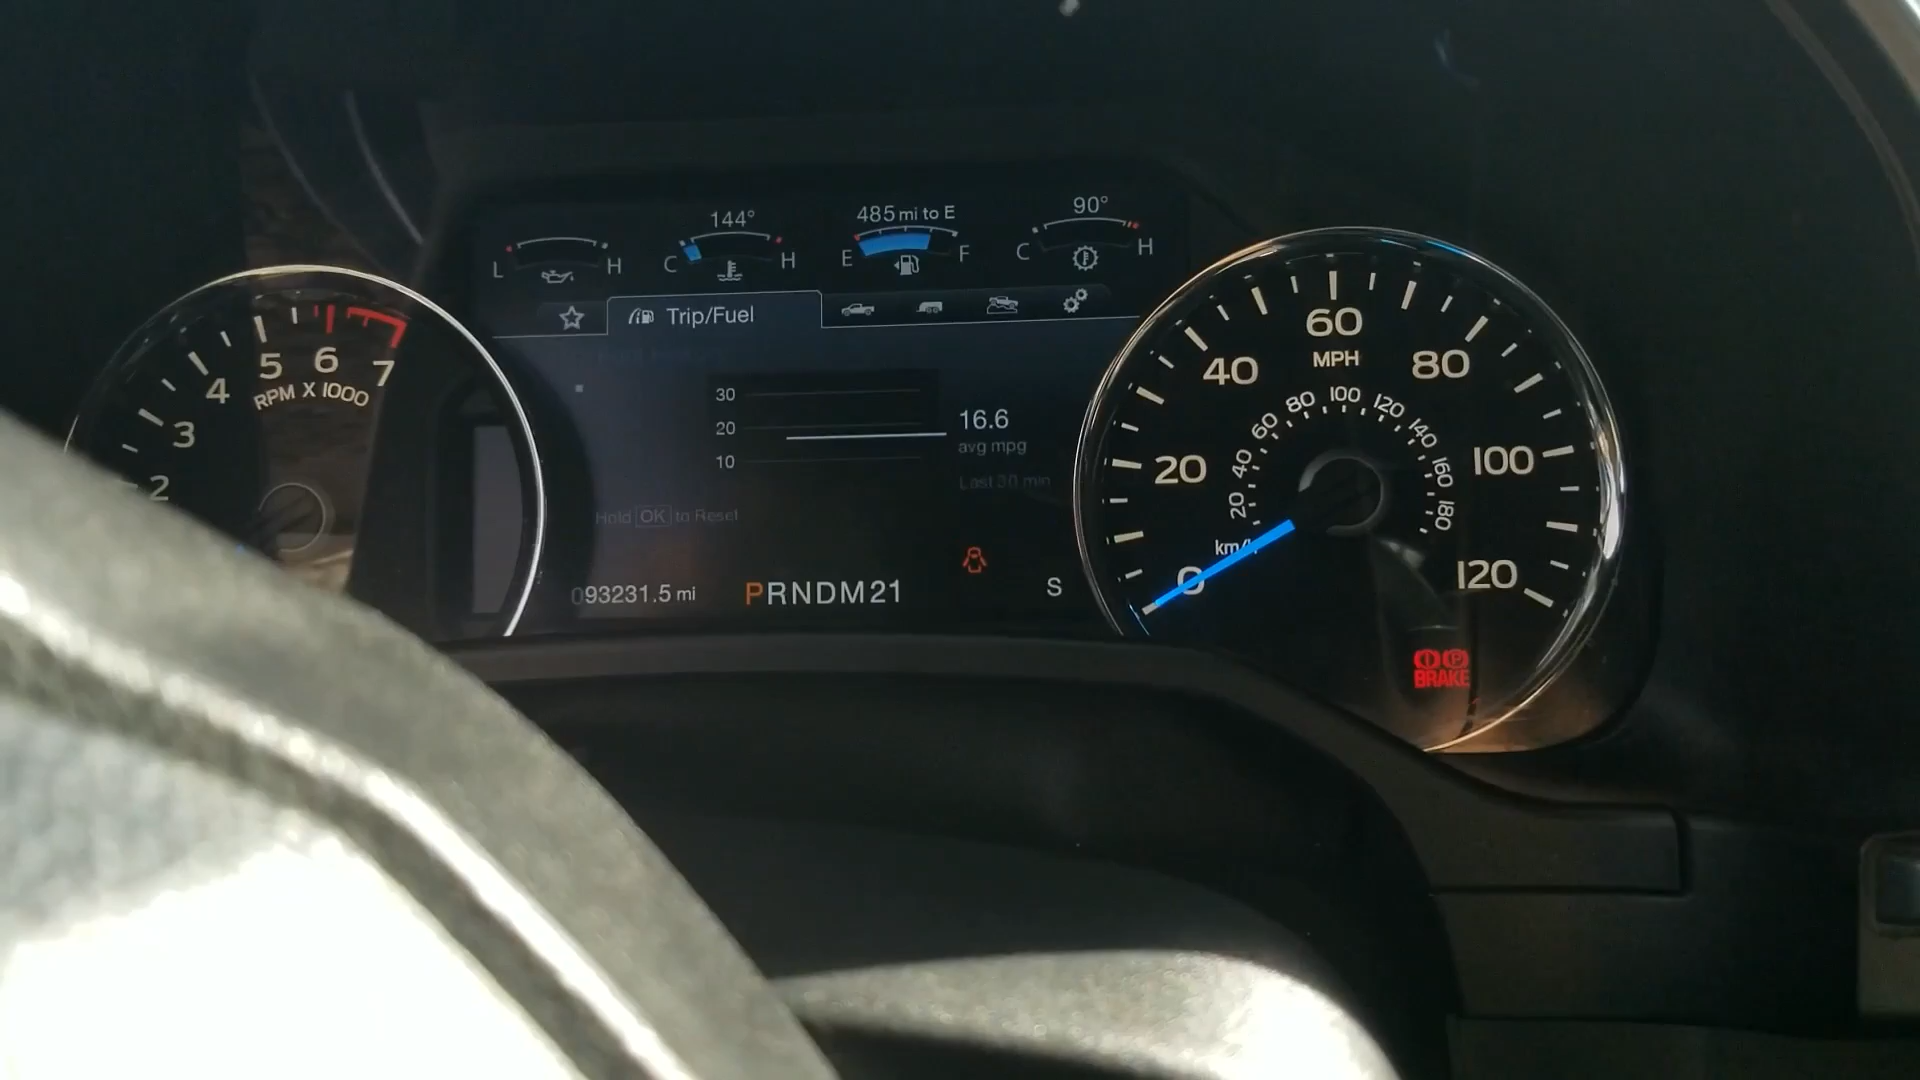 144°
485 mi to E
90°
L H
C H
E F
C H
Trip/Fuel
30
20
10
16.6
avg mpg
Last 30 min
Hold OK to Reset
093231.5 mi
PRNDM21
S
2
3
4
5
6
7
RPM X 1000
0
20
40
60
80
100
120
MPH
20
40
60
80
100
120
140
160
180
km/
P
BRAKE